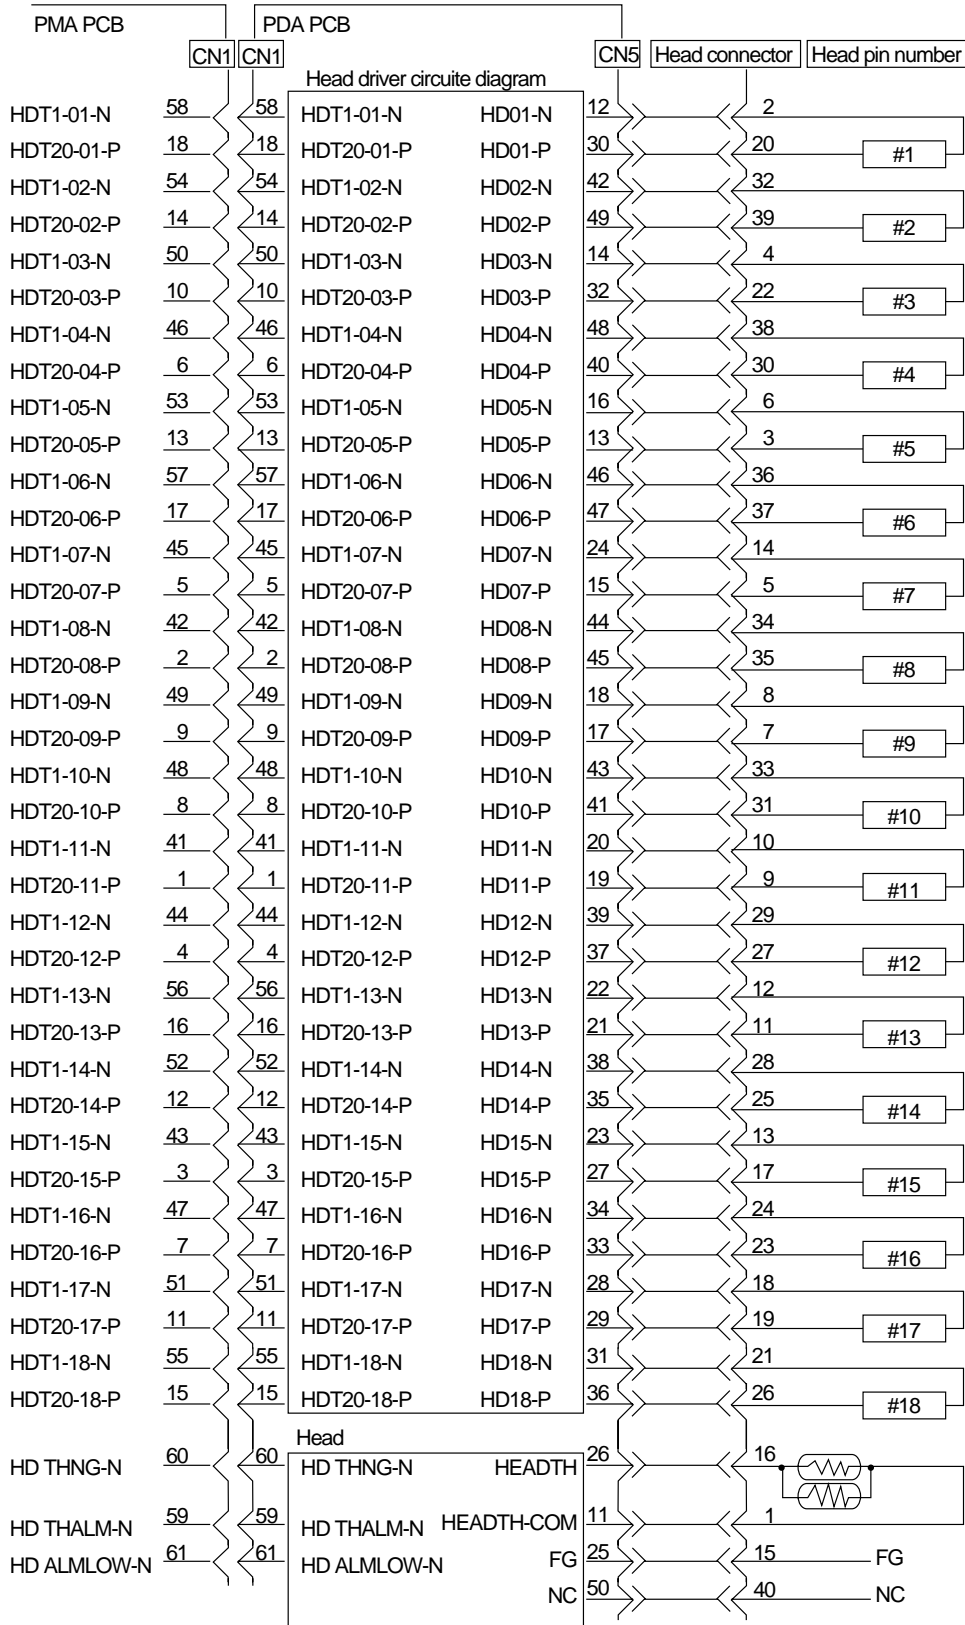 PMA PCB PDA PCB
CN1 CN1 CN5 Head connector Head pin number
Head driver circuite diagram
HDT1-01-N 58 58 HDT1-01-N HD01-N 12 2
HDT20-01-P 18 18 HDT20-01-P HD01-P 30 20 #1
HDT1-02-N 54 54 HDT1-02-N HD02-N 42 32
HDT20-02-P 14 14 HDT20-02-P HD02-P 49 39 #2
HDT1-03-N 50 50 HDT1-03-N HD03-N 14 4
HDT20-03-P 10 10 HDT20-03-P HD03-P 32 22 #3
HDT1-04-N 46 46 HDT1-04-N HD04-N 48 38
HDT20-04-P 6 6 HDT20-04-P HD04-P 40 30 #4
HDT1-05-N 53 53 HDT1-05-N HD05-N 16 6
HDT20-05-P 13 13 HDT20-05-P HD05-P 13 3 #5
HDT1-06-N 57 57 HDT1-06-N HD06-N 46 36
HDT20-06-P 17 17 HDT20-06-P HD06-P 47 37 #6
HDT1-07-N 45 45 HDT1-07-N HD07-N 24 14
HDT20-07-P 5 5 HDT20-07-P HD07-P 15 5 #7
HDT1-08-N 42 42 HDT1-08-N HD08-N 44 34
HDT20-08-P 2 2 HDT20-08-P HD08-P 45 35 #8
HDT1-09-N 49 49 HDT1-09-N HD09-N 18 8
HDT20-09-P 9 9 HDT20-09-P HD09-P 17 7 #9
HDT1-10-N 48 48 HDT1-10-N HD10-N 43 33
HDT20-10-P 8 8 HDT20-10-P HD10-P 41 31 #10
HDT1-11-N 41 41 HDT1-11-N HD11-N 20 10
HDT20-11-P 1 1 HDT20-11-P HD11-P 19 9 #11
HDT1-12-N 44 44 HDT1-12-N HD12-N 39 29
HDT20-12-P 4 4 HDT20-12-P HD12-P 37 27 #12
HDT1-13-N 56 56 HDT1-13-N HD13-N 22 12
HDT20-13-P 16 16 HDT20-13-P HD13-P 21 11 #13
HDT1-14-N 52 52 HDT1-14-N HD14-N 38 28
HDT20-14-P 12 12 HDT20-14-P HD14-P 35 25 #14
HDT1-15-N 43 43 HDT1-15-N HD15-N 23 13
HDT20-15-P 3 3 HDT20-15-P HD15-P 27 17 #15
HDT1-16-N 47 47 HDT1-16-N HD16-N 34 24
HDT20-16-P 7 7 HDT20-16-P HD16-P 33 23 #16
HDT1-17-N 51 51 HDT1-17-N HD17-N 28 18
HDT20-17-P 11 11 HDT20-17-P HD17-P 29 19 #17
HDT1-18-N 55 55 HDT1-18-N HD18-N 31 21
HDT20-18-P 15 15 HDT20-18-P HD18-P 36 26 #18
Head
HD THNG-N 60 60 HD THNG-N HEADTH 26 16
HD THALM-N 59 59 HD THALM-N HEADTH-COM 11 1
HD ALMLOW-N 61 61 HD ALMLOW-N FG 25 15 FG
NC 50 40 NC